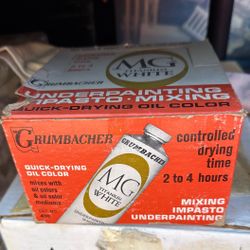 MG
TITANIUM
WHITE
UNDERPAINTING
IMPASTO·MIXING
QUICK-DRYING OIL COLOR
GRUMBACHER
QUICK-DRYING
OIL COLOR
mixes with
oil colors
& oil color
mediums
GRUMBACHER
MG
TITANIUM
WHITE
UNDERPAINTING
controlled
drying
time
2 to 4 hours
MIXING
IMPASTO
UNDERPAINTING